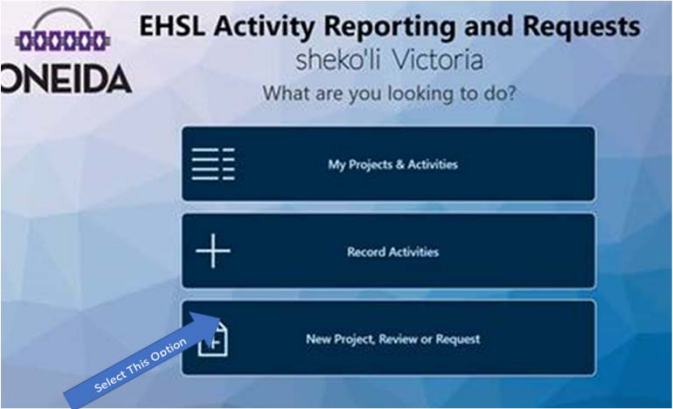 EHSL Activity Reporting and Requests
sheko'li Victoria
ONEIDA
What are you looking to do?
My Projects & Activities
Record Activities
New Project, Review or Request
Select This Option